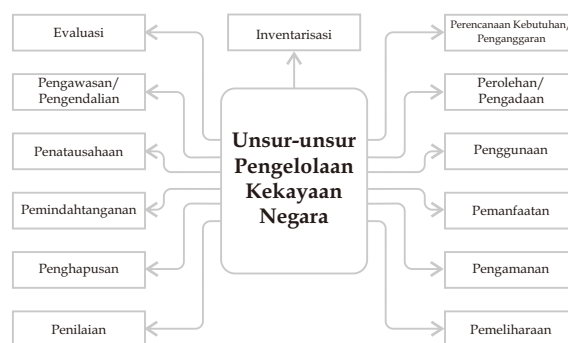 Evaluasi
Inventarisasi
Perencanaan Kebutuhan/
Penganggaran
Pengawasan/
Pengendalian
Perolehan/
Pengadaan
Unsur-unsur
Pengelolaan
Kekayaan
Negara
Penatausahaan
Penggunaan
Pemindahtanganan
Pemanfaatan
Penghapusan
Pengamanan
Penilaian
Pemeliharaan